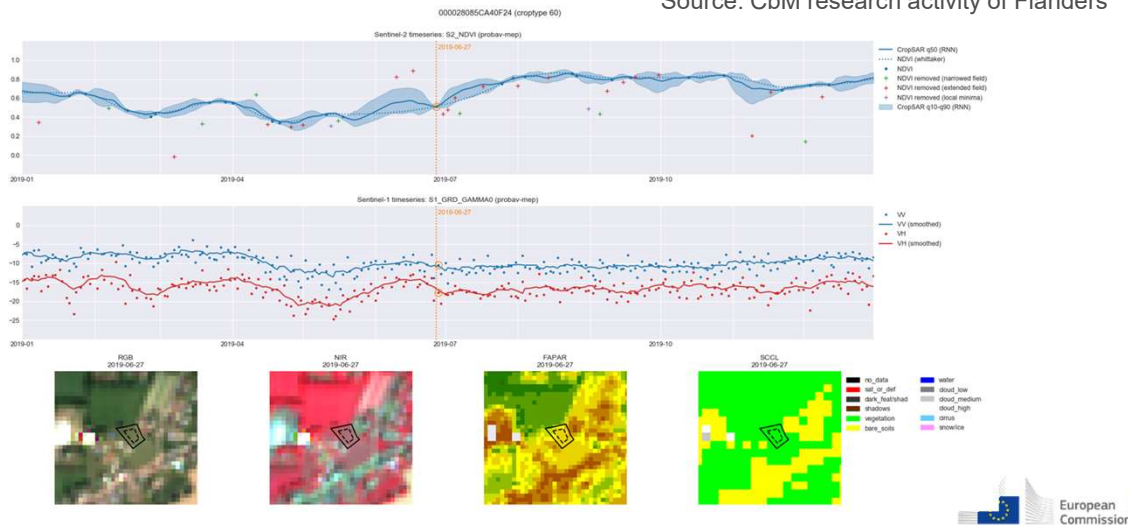 Source: CbM research activity of Flanders
000028085CA40F24 (croptype 60)
Sentinel-2 timeseries: S2_NDVI (probav-mep)
2019-06-27
1.0
0.8
0.6
0.4
0.2
0.0
2019-01
2019-04
2019-07
2019-10
CropSAR q50 (RNN)
NDVI (whittaker)
NDVI
NDVI removed (narrowed field)
NDVI removed (extended field)
NDVI removed (local minima)
CropSAR q10-q90 (RNN)
Sentinel-1 timeseries: S1_GRD_GAMMA0 (probav-mep)
2019-06-27
0
−5
−10
−15
−20
−25
2019-01
2019-04
2019-07
2019-10
VV
VV (smoothed)
VH
VH (smoothed)
RGB
2019-06-27
NIR
2019-06-27
FAPAR
2019-06-27
SCCL
2019-06-27
no_data
sat_or_def
dark_feat/shad
shadows
vegetation
bare_soils
water
cloud_low
cloud_medium
cloud_high
cirrus
snow/ice
European
Commission